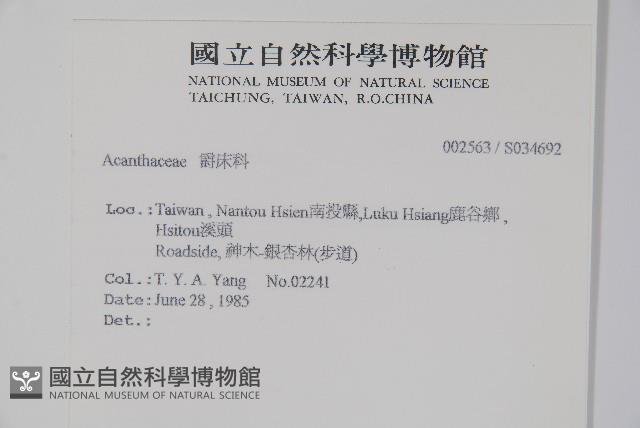 國立自然科學博物館
NATIONAL MUSEUM OF NATURAL SCIENCE
TAICHUNG, TAIWAN, R.O.CHINA
002563 / S034692
Acanthaceae 爵床科
Loc.:Taiwan , Nantou Hsien南投縣,Luku Hsiang鹿谷鄉 ,
Hsitou溪頭
Roadside, 神木-銀杏林(步道)
Col.:T. Y. A. Yang No.02241
Date:June 28 , 1985
Det.:
國立自然科學博物館
NATIONAL MUSEUM OF NATURAL SCIENCE